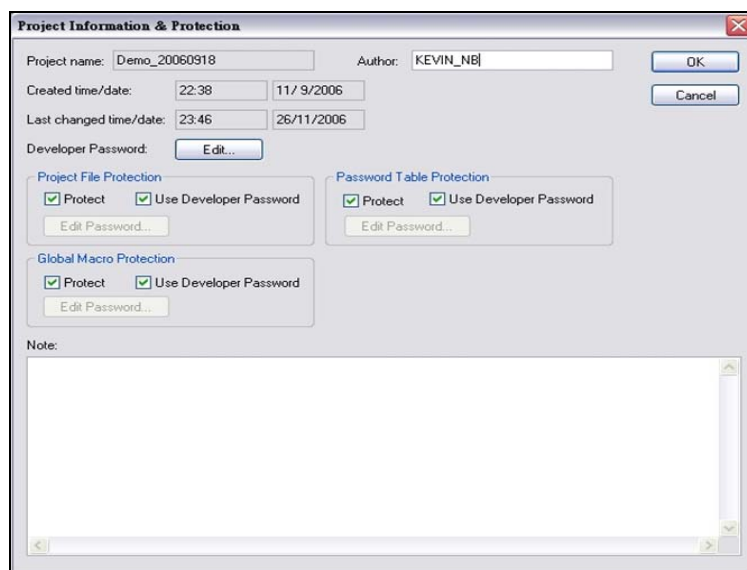 Project Information & Protection
Project name: Demo_20060918 Author: KEVIN_NB OK
Created time/date: 22:38 11/ 9/2006 Cancel
Last changed time/date: 23:46 26/11/2006
Developer Password: Edit...
Project File Protection Password Table Protection
Protect Use Developer Password Protect Use Developer Password
Edit Password... Edit Password...
Global Macro Protection
Protect Use Developer Password
Edit Password...
Note: